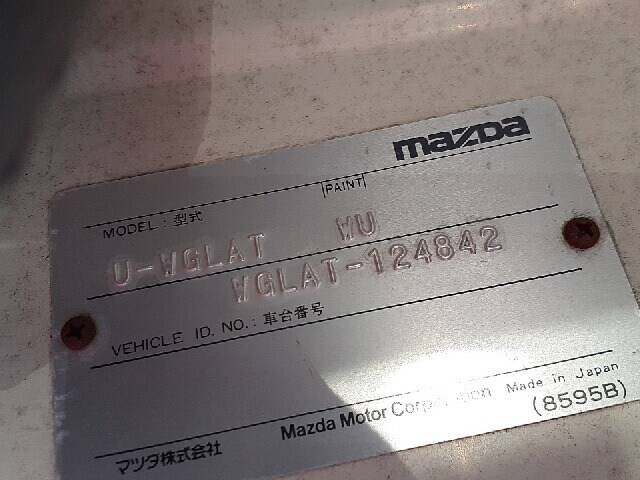 mazda
PAINT
MODEL : 型式
U-WGLAT WU
WGLAT-124842
VEHICLE ID. NO. : 車台番号
Mazda Motor Corporation Made in Japan
マツダ株式会社
(8595B)